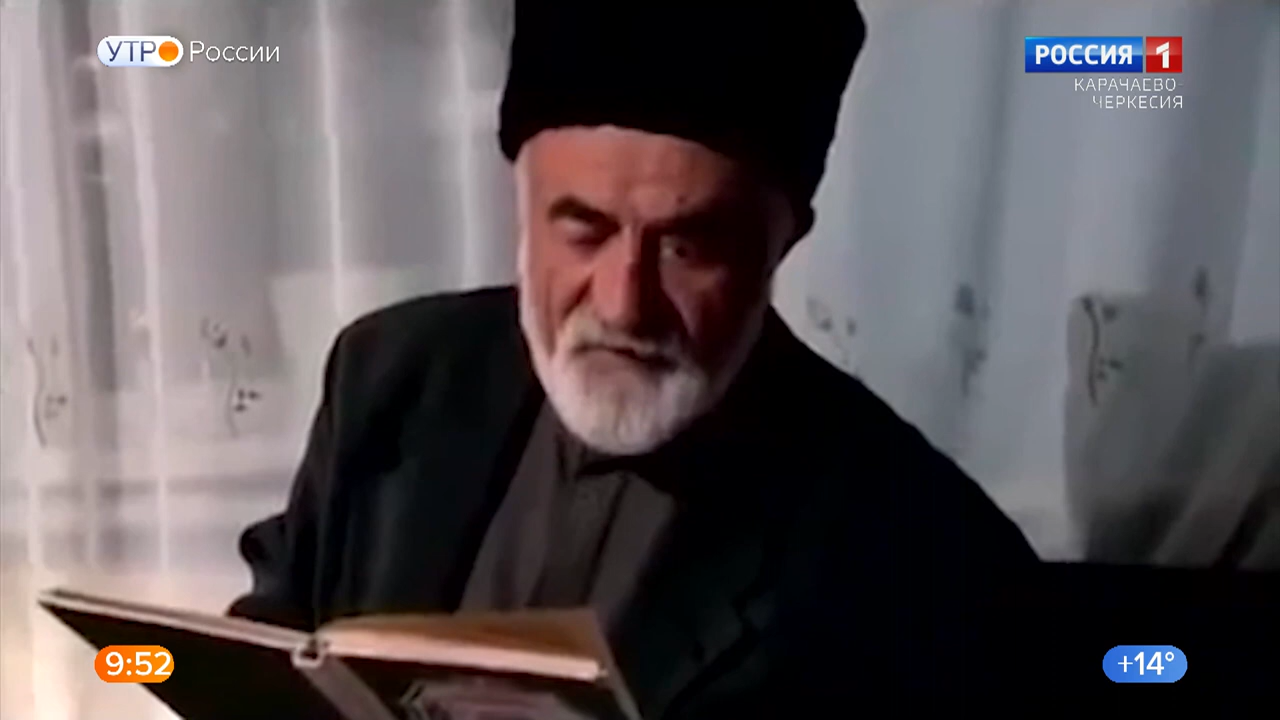 УТРО России
РОССИЯ 1
КАРАЧАЕВО-
ЧЕРКЕСИЯ
9:52
+14°